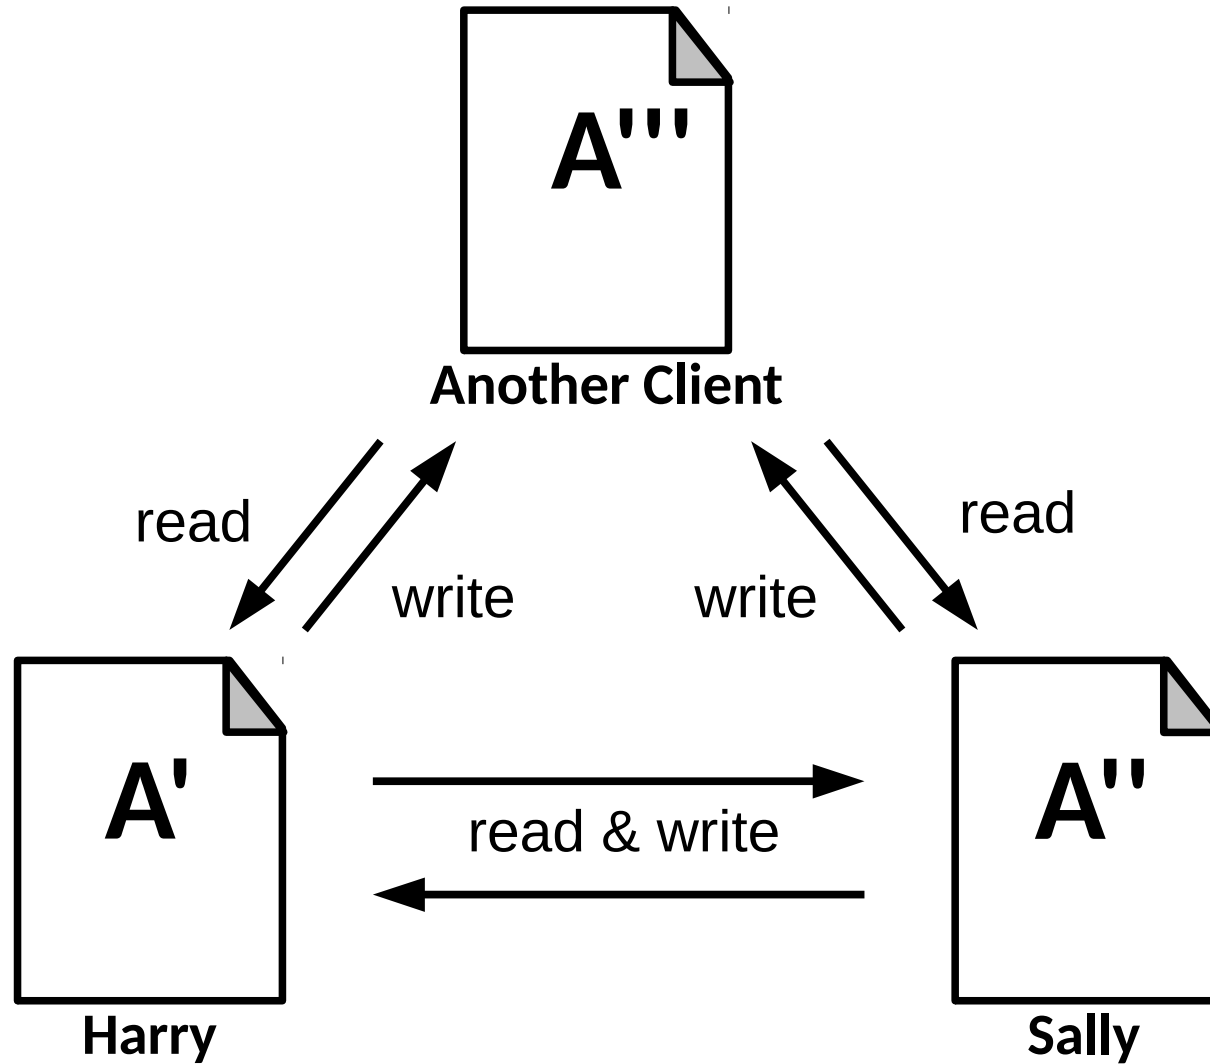 A'''
Another Client
read
read
write
write
A'
A''
read & write
Harry
Sally